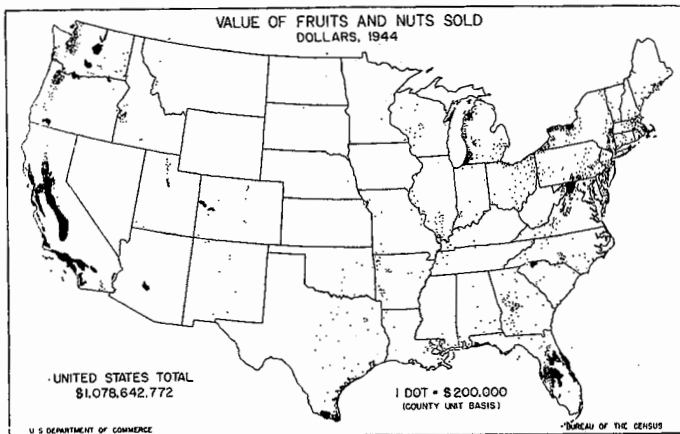 VALUE OF FRUITS AND NUTS SOLD
DOLLARS, 1944
UNITED STATES TOTAL
$1,078,642,772
1 DOT = $200,000
(COUNTY UNIT BASIS)
U S DEPARTMENT OF COMMERCE
BUREAU OF THE CENSUS